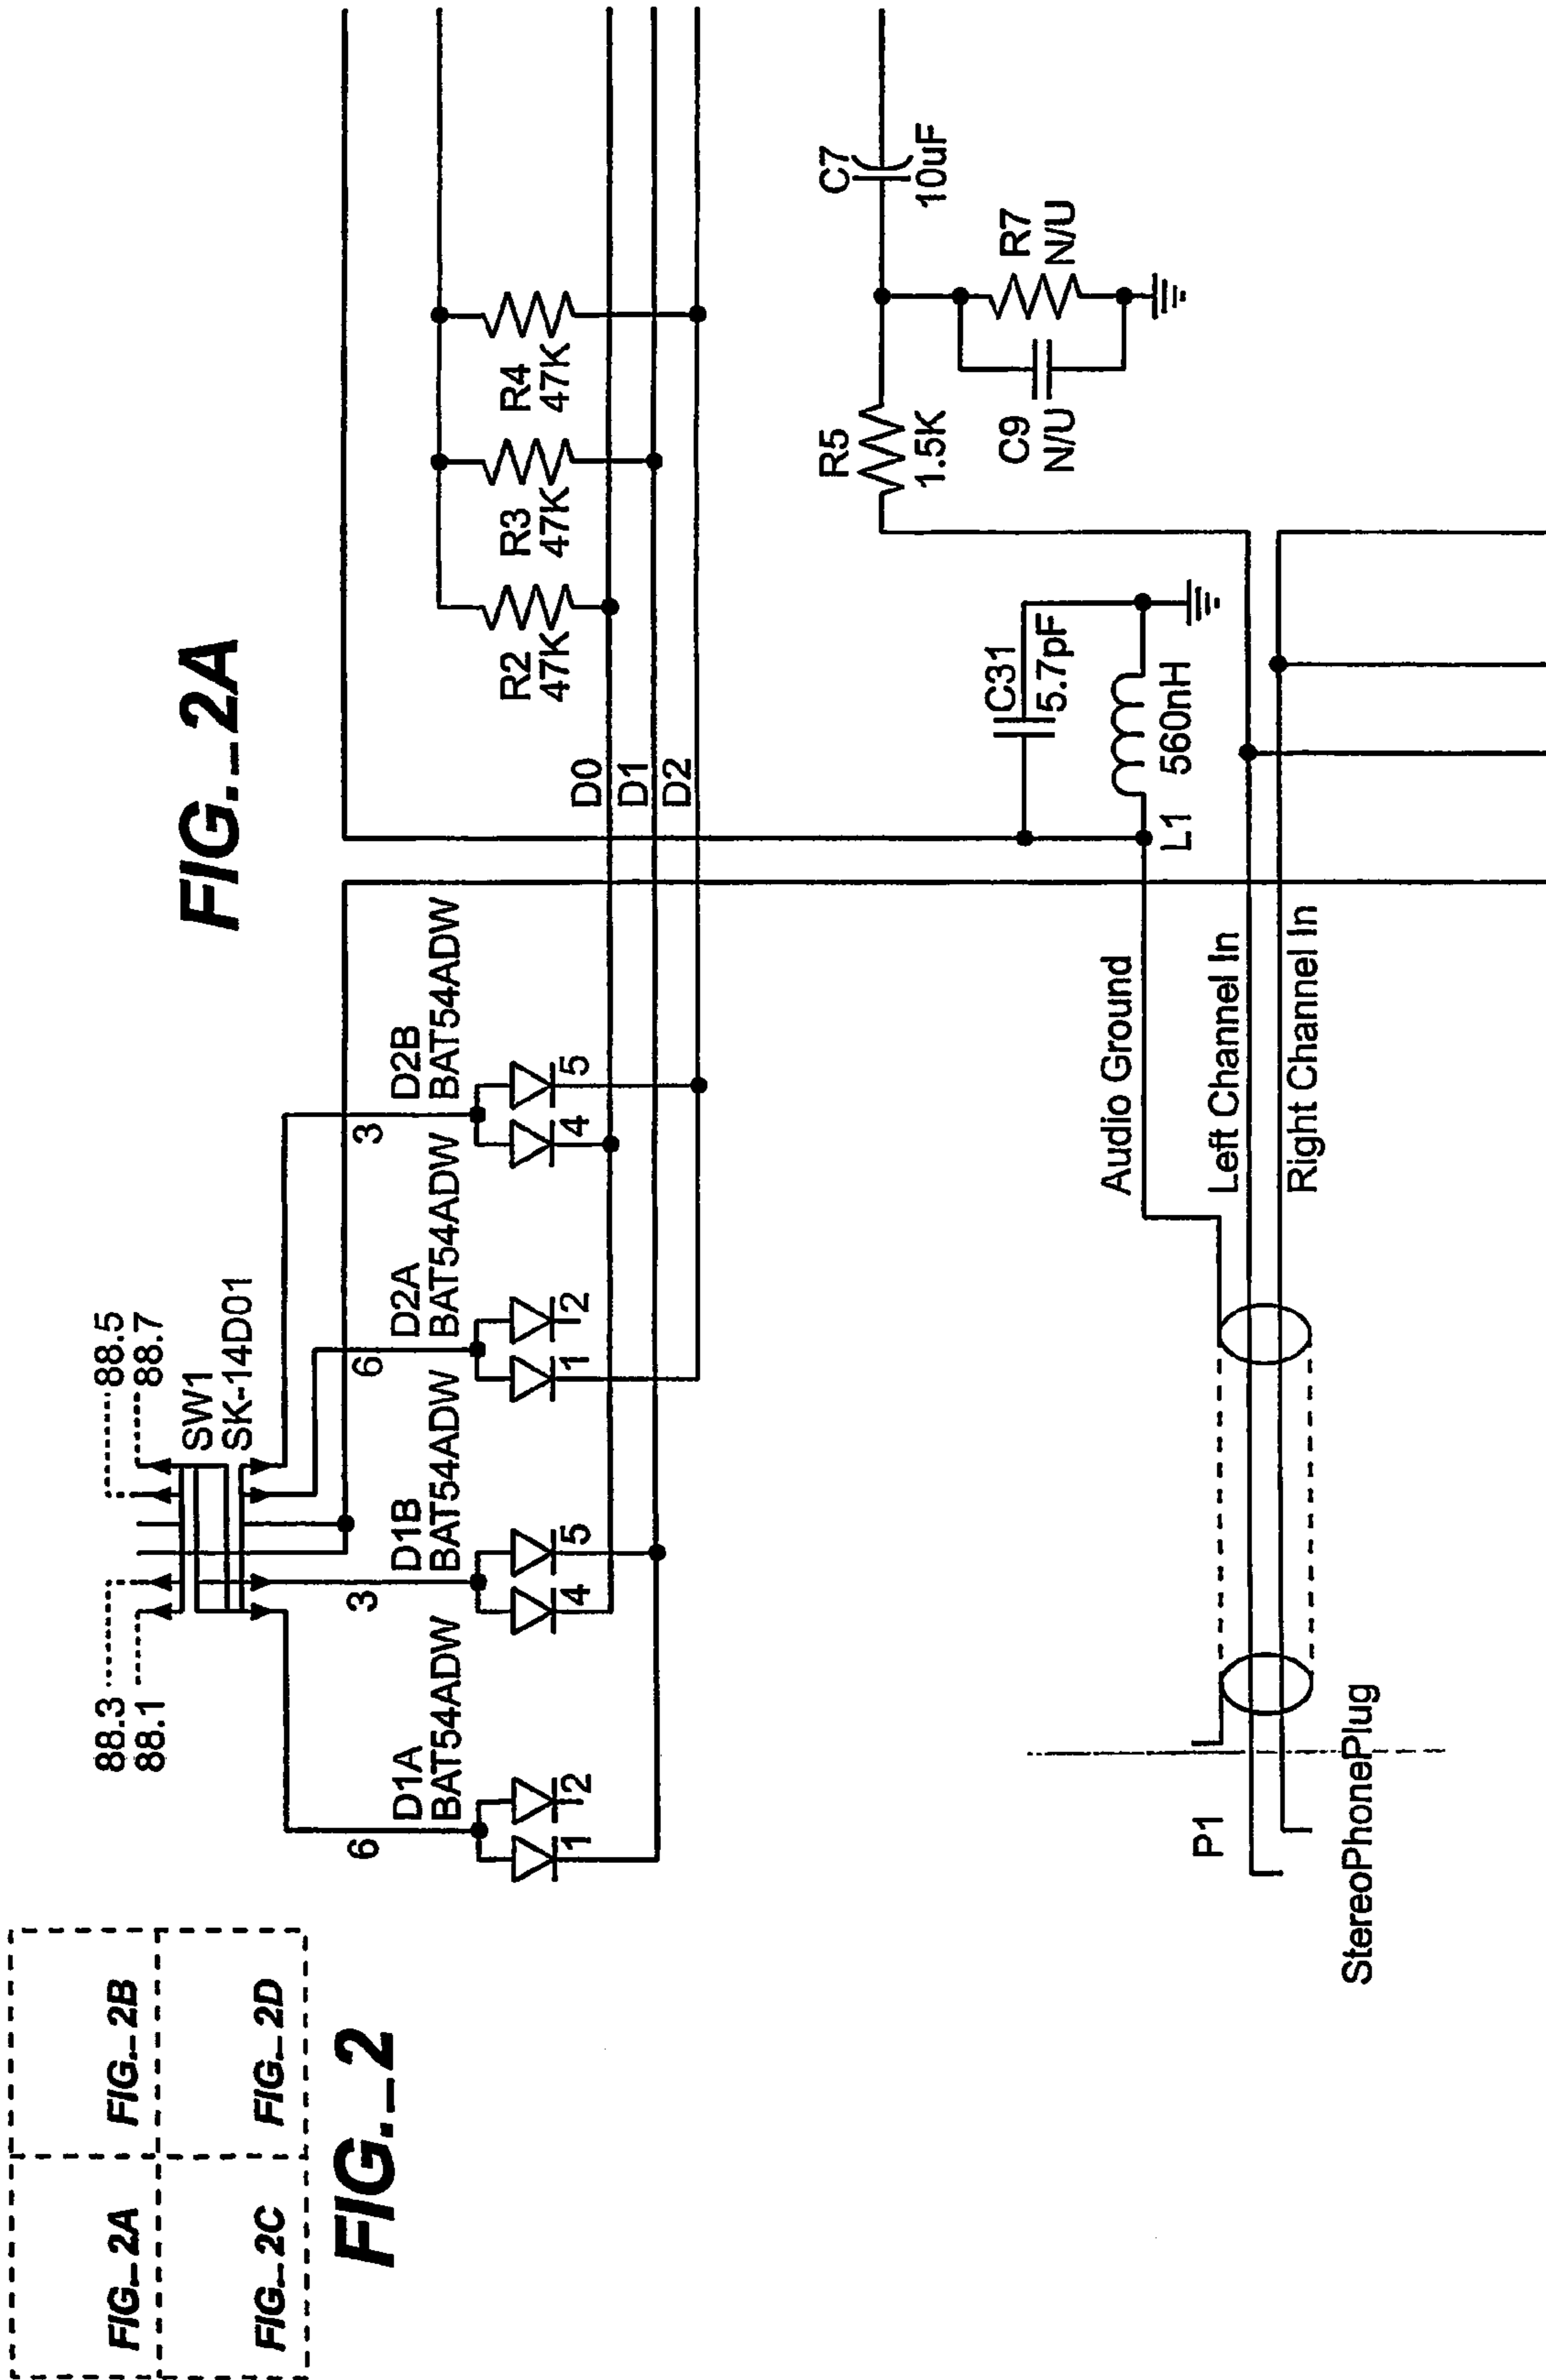 FIG._2A
FIG._2B
FIG._2C
FIG._2D
FIG._2
FIG._2A
88.3
88.1
88.5
88.7
SW1
SK-14D01
6
3
6
3
D1A
BAT54ADW
D1B
BAT54ADW
D2A
BAT54ADW
D2B
BAT54ADW
1
2
4
5
1
2
4
5
D0
D1
D2
R2
47K
R3
47K
R4
47K
R5
1.5K
C7
10uF
C9
N/U
R7
N/U
C31
5.7pF
L1
560nH
Audio Ground
Left Channel In
Right Channel In
P1
StereoPhonePlug